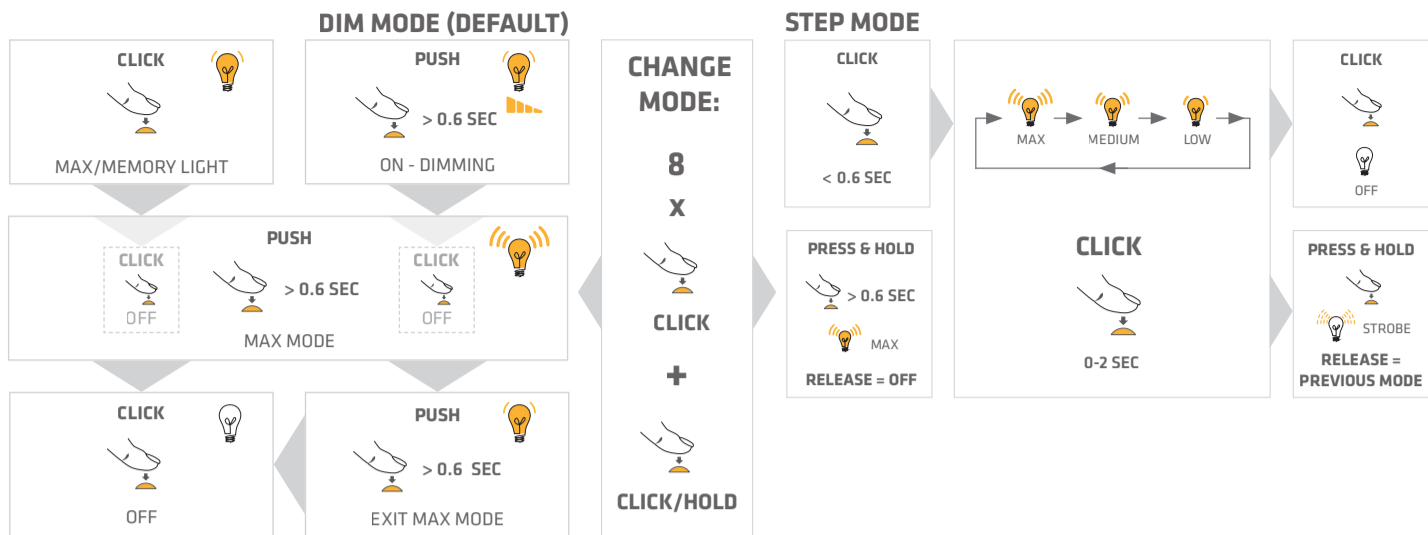 DIM MODE (DEFAULT)
CLICK
MAX/MEMORY LIGHT
PUSH
> 0.6 SEC
ON - DIMMING
PUSH
CLICK
OFF
> 0.6 SEC
CLICK
OFF
MAX MODE
CLICK
OFF
PUSH
> 0.6 SEC
EXIT MAX MODE
CHANGE
MODE:
8
x
CLICK
+
CLICK/HOLD
STEP MODE
CLICK
< 0.6 SEC
MAX
MEDIUM
LOW
CLICK
OFF
PRESS & HOLD
> 0.6 SEC
MAX
RELEASE = OFF
CLICK
0-2 SEC
PRESS & HOLD
STROBE
RELEASE =
PREVIOUS MODE